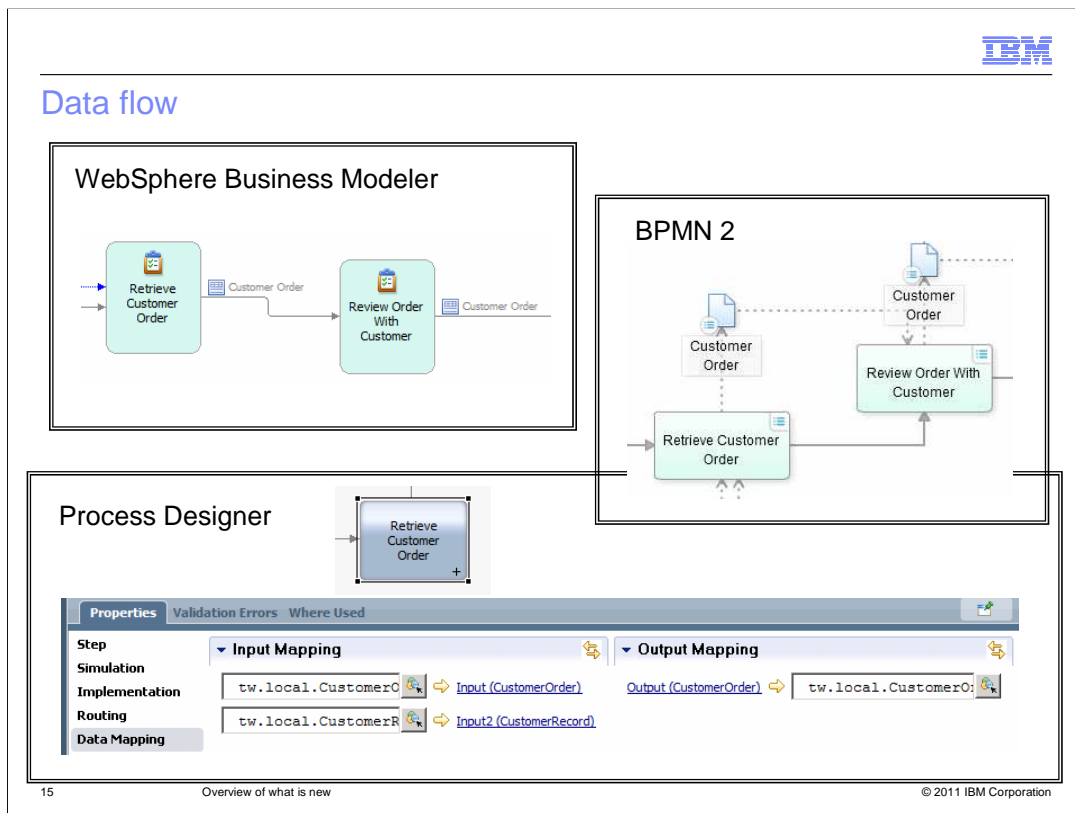 IBM
Data flow
WebSphere Business Modeler
Retrieve
Customer
Order
Customer Order
Review Order
With
Customer
Customer Order
BPMN 2
Customer
Order
Customer
Order
Review Order With
Customer
Retrieve Customer
Order
Process Designer
Retrieve
Customer
Order
+
Properties Validation Errors Where Used
Step
Simulation
Implementation
Routing
Data Mapping
Input Mapping
tw.local.CustomerO Input (CustomerOrder)
tw.local.CustomerR Input2 (CustomerRecord)
Output Mapping
Output (CustomerOrder) tw.local.CustomerO
15 Overview of what is new © 2011 IBM Corporation